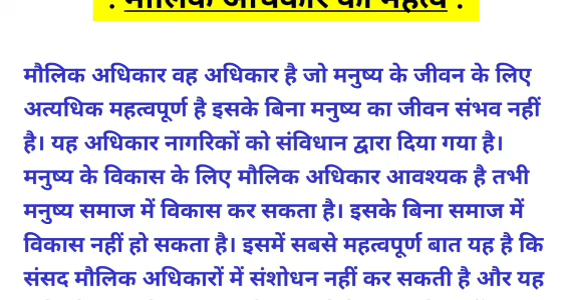 : मौलिक अधिकार का महत्व :
मौलिक अधिकार वह अधिकार है जो मनुष्य के जीवन के लिए
अत्यधिक महत्वपूर्ण है इसके बिना मनुष्य का जीवन संभव नहीं
है। यह अधिकार नागरिकों को संविधान द्वारा दिया गया है।
मनुष्य के विकास के लिए मौलिक अधिकार आवश्यक है तभी
मनुष्य समाज में विकास कर सकता है। इसके बिना समाज में
विकास नहीं हो सकता है। इसमें सबसे महत्वपूर्ण बात यह है कि
संसद मौलिक अधिकारों में संशोधन नहीं कर सकती है और यह